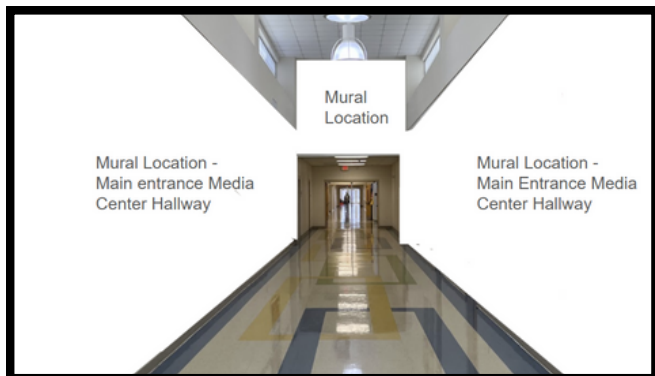 Mural
Location
Mural Location -
Main entrance Media
Center Hallway
Mural Location -
Main Entrance Media
Center Hallway